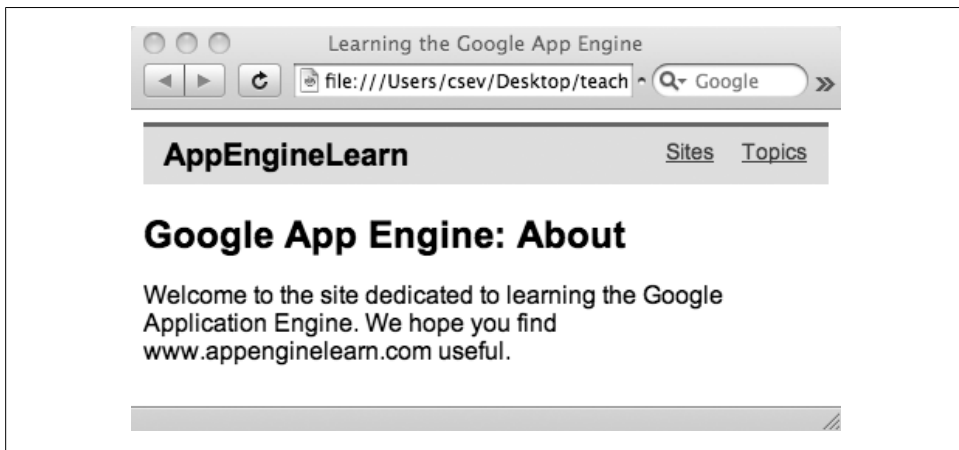 Learning the Google App Engine
file:///Users/csev/Desktop/teach
Google
AppEngineLearn
Sites Topics
Google App Engine: About
Welcome to the site dedicated to learning the Google
Application Engine. We hope you find
www.appenginelearn.com useful.